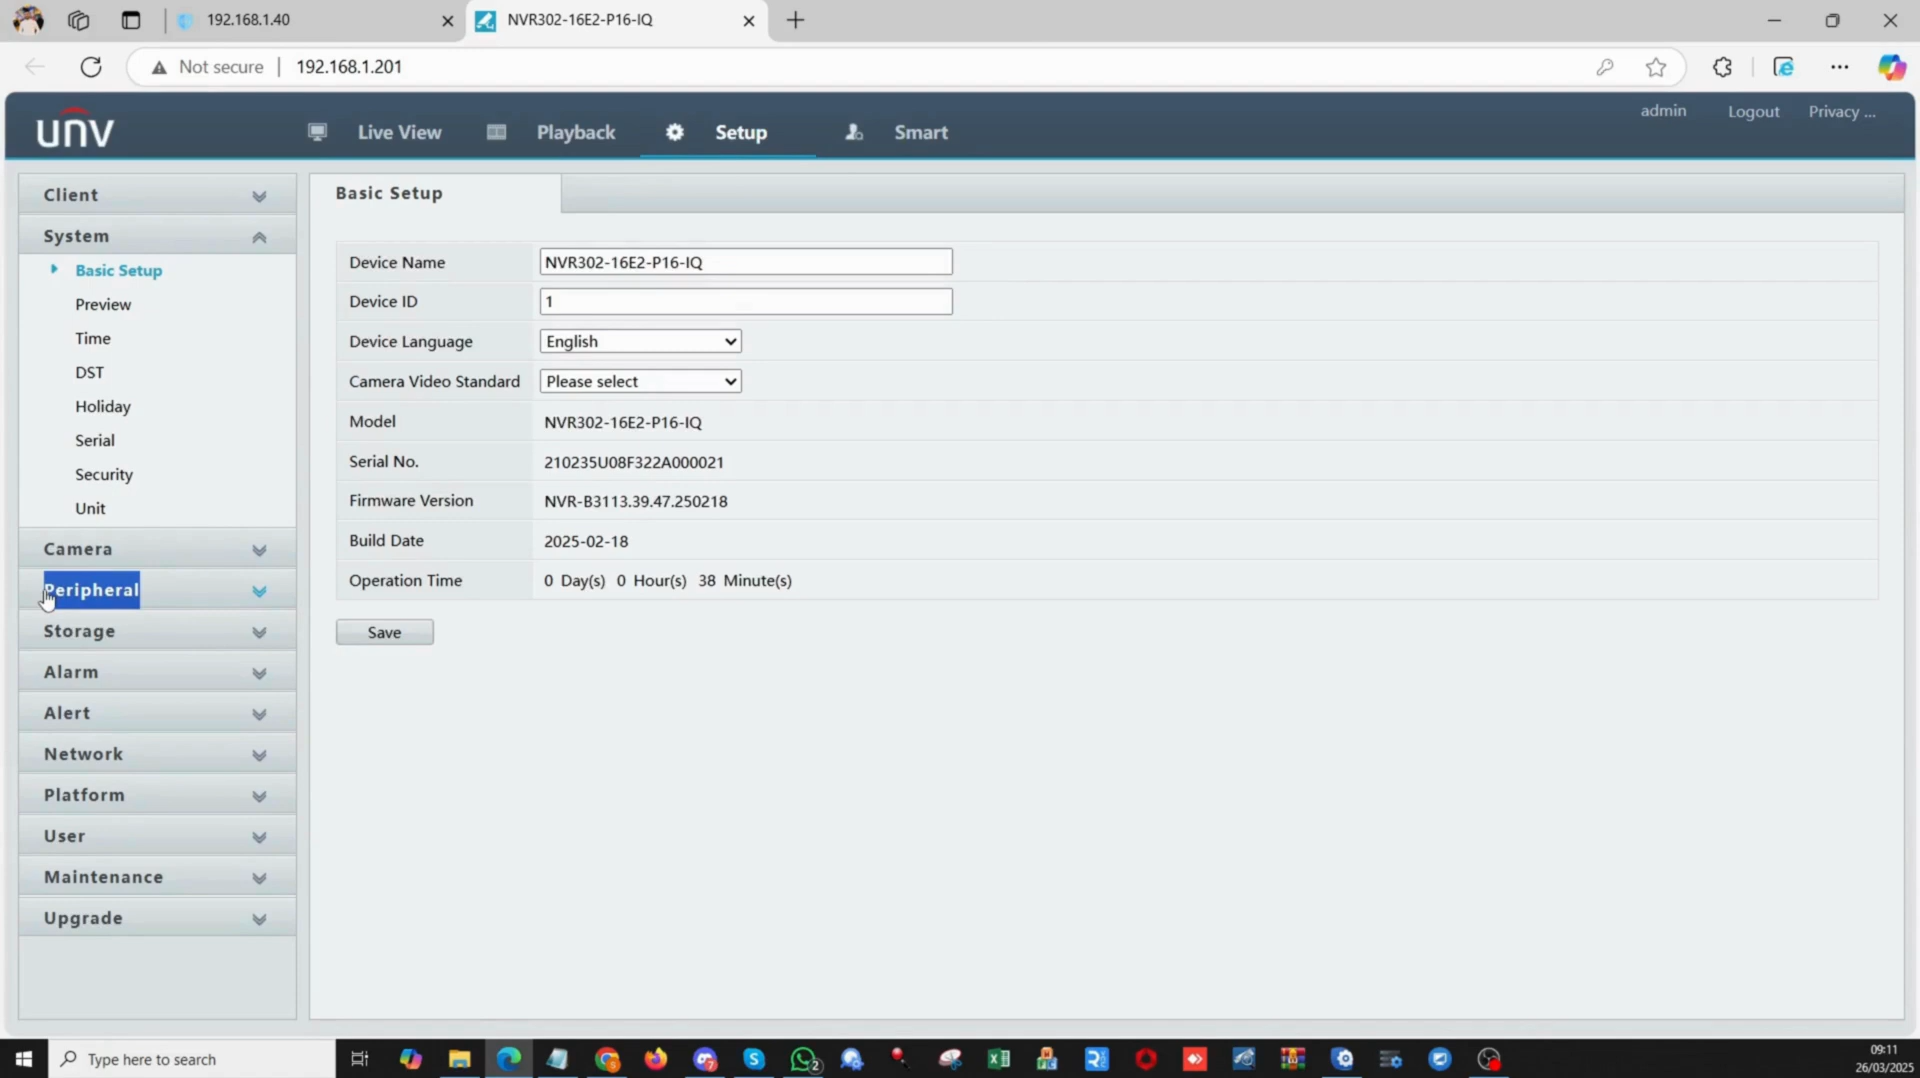 192.168.1.40
NVR302-16E2-P16-IQ
Not secure
192.168.1.201
unv
Live View
Playback
Setup
Smart
admin
Logout
Privacy ...
Client
System
Basic Setup
Preview
Time
DST
Holiday
Serial
Security
Unit
Camera
Peripheral
Storage
Alarm
Alert
Network
Platform
User
Maintenance
Upgrade
Basic Setup
Device Name NVR302-16E2-P16-IQ
Device ID 1
Device Language English
Camera Video Standard Please select
Model NVR302-16E2-P16-IQ
Serial No. 210235U08F322A000021
Firmware Version NVR-B3113.39.47.250218
Build Date 2025-02-18
Operation Time 0 Day(s) 0 Hour(s) 38 Minute(s)
Save
Type here to search
09:11
26/03/2025